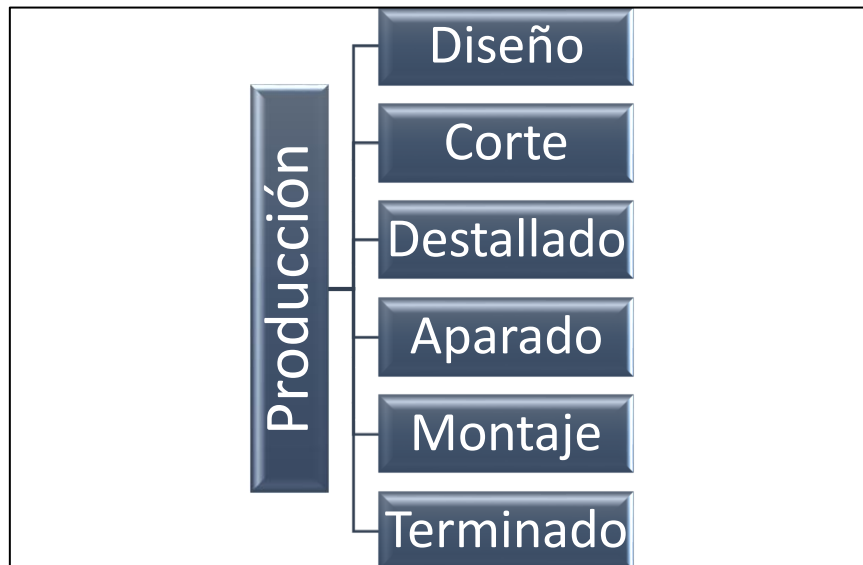 Producción
Diseño
Corte
Destallado
Aparado
Montaje
Terminado